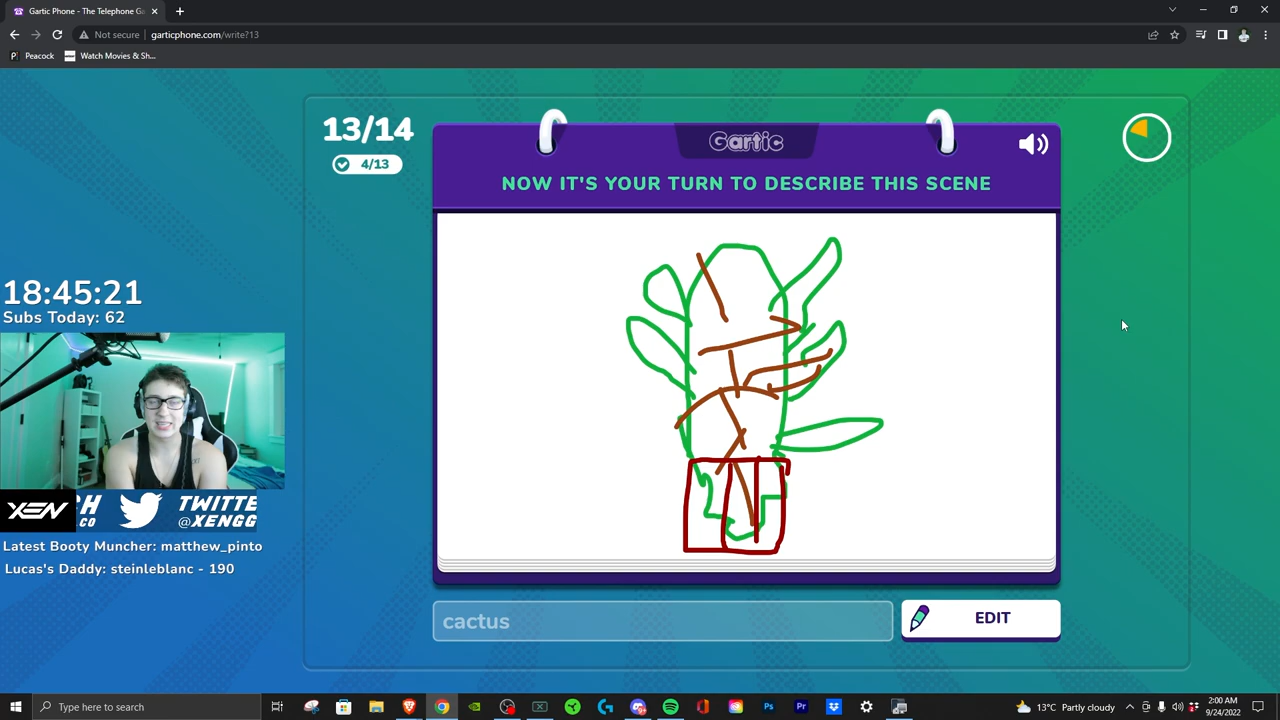 Gartic Phone - The Telephone Ga
Not secure | garticphone.com/write?13
Peacock
Watch Movies & Sh...
13/14
4/13
Gartic
NOW IT'S YOUR TURN TO DESCRIBE THIS SCENE
18:45:21
Subs Today: 62
XEN
CH
CO
TWITTE
@XENGG
Latest Booty Muncher: matthew_pinto
Lucas's Daddy: steinleblanc - 190
cactus
EDIT
Type here to search
13°C Partly cloudy
2:00 AM
9/24/2022